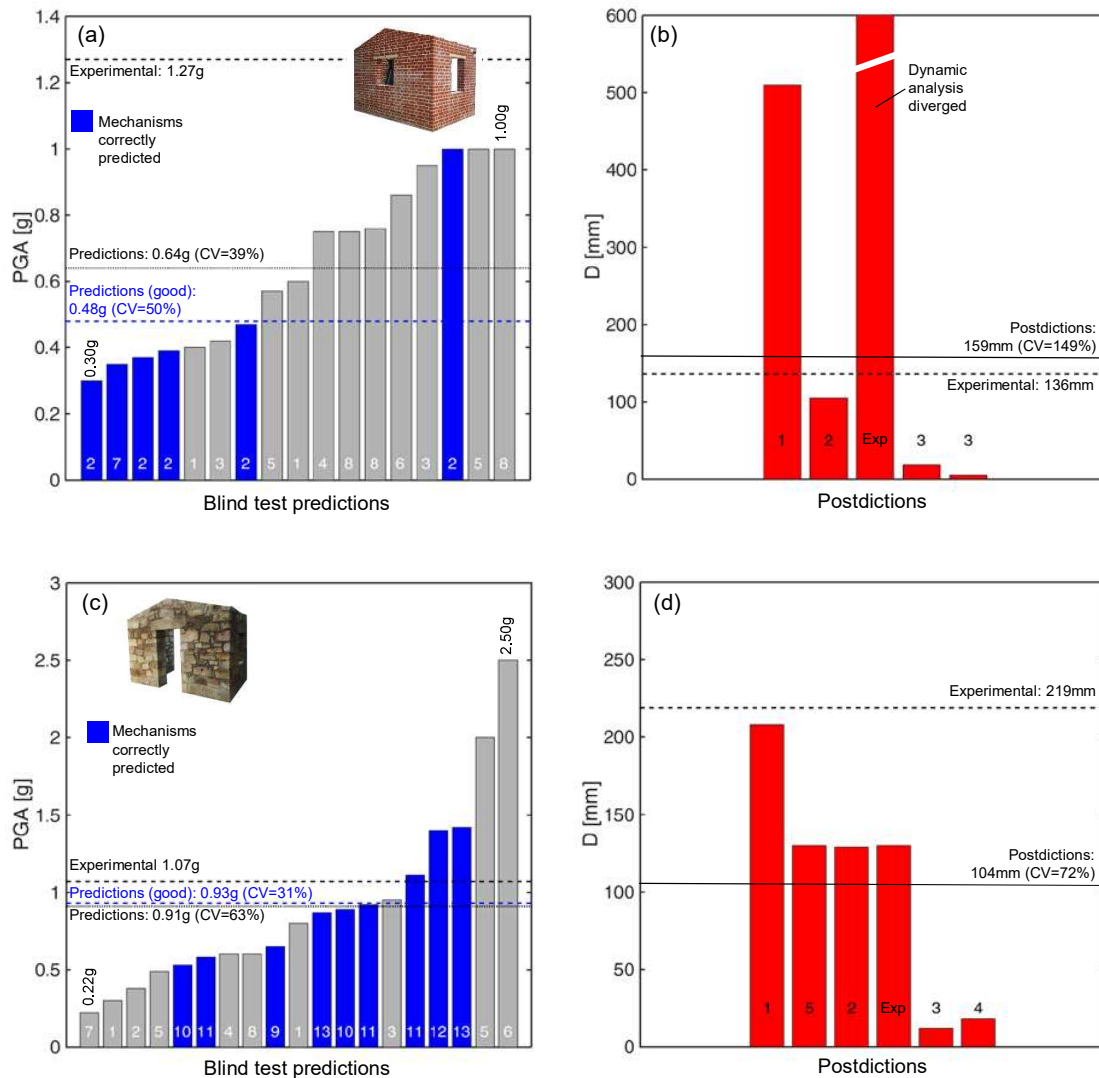 (a)
1.4
1.2
1
0.8
0.6
0.4
0.2
0
PGA [g]
Experimental: 1.27g
Mechanisms
correctly
predicted
Predictions: 0.64g (CV=39%)
Predictions (good):
0.48g (CV=50%)
0.30g
1.00g
2 7 2 2 1 3 2 5 1 4 8 8 6 3 2 5 8
Blind test predictions
(b)
600
500
400
300
200
100
0
D [mm]
Dynamic
analysis
diverged
Postdictions:
159mm (CV=149%)
Experimental: 136mm
1 2 Exp 3 3
Postdictions
(c)
3
2.5
2
1.5
1
0.5
0
PGA [g]
Mechanisms
correctly
predicted
2.50g
Experimental 1.07g
Predictions (good): 0.93g (CV=31%)
Predictions: 0.91g (CV=63%)
0.22g
7 1 2 5 10 11 4 8 9 1 13 10 11 3 11 12 13 5 6
Blind test predictions
(d)
300
250
200
150
100
50
0
D [mm]
Experimental: 219mm
Postdictions:
104mm (CV=72%)
1 5 2 Exp 3 4
Postdictions